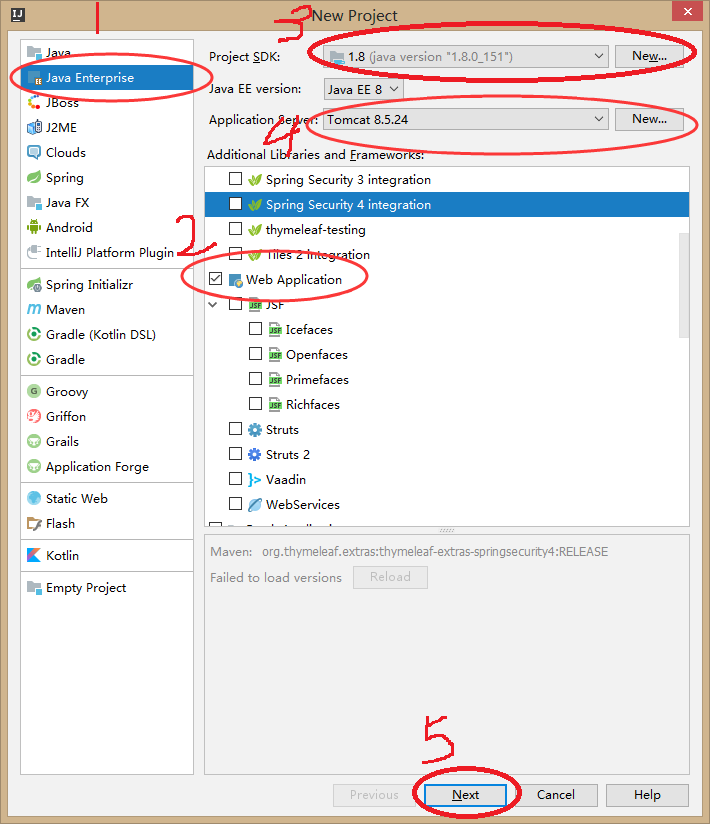 1
3
New Project
Java
Java Enterprise
JBoss
J2ME
Clouds
Spring
Java FX
Android
IntelliJ Platform Plugin
Spring Initializr
Maven
Gradle (Kotlin DSL)
Gradle
Groovy
Griffon
Grails
Application Forge
Static Web
Flash
Kotlin
Empty Project
Project SDK: 1.8 (java version "1.8.0_151") New...
Java EE version: Java EE 8
Application Server: Tomcat 8.5.24 New...
4
Additional Libraries and Frameworks:
Spring Security 3 integration
Spring Security 4 integration
thymeleaf-testing
2
Tiles 2 Integration
Web Application
JSF
Icefaces
Openfaces
Primefaces
Richfaces
Struts
Struts 2
Vaadin
WebServices
Maven: org.thymeleaf.extras:thymeleaf-extras-springsecurity4:RELEASE
Failed to load versions Reload
5
Previous Next Cancel Help